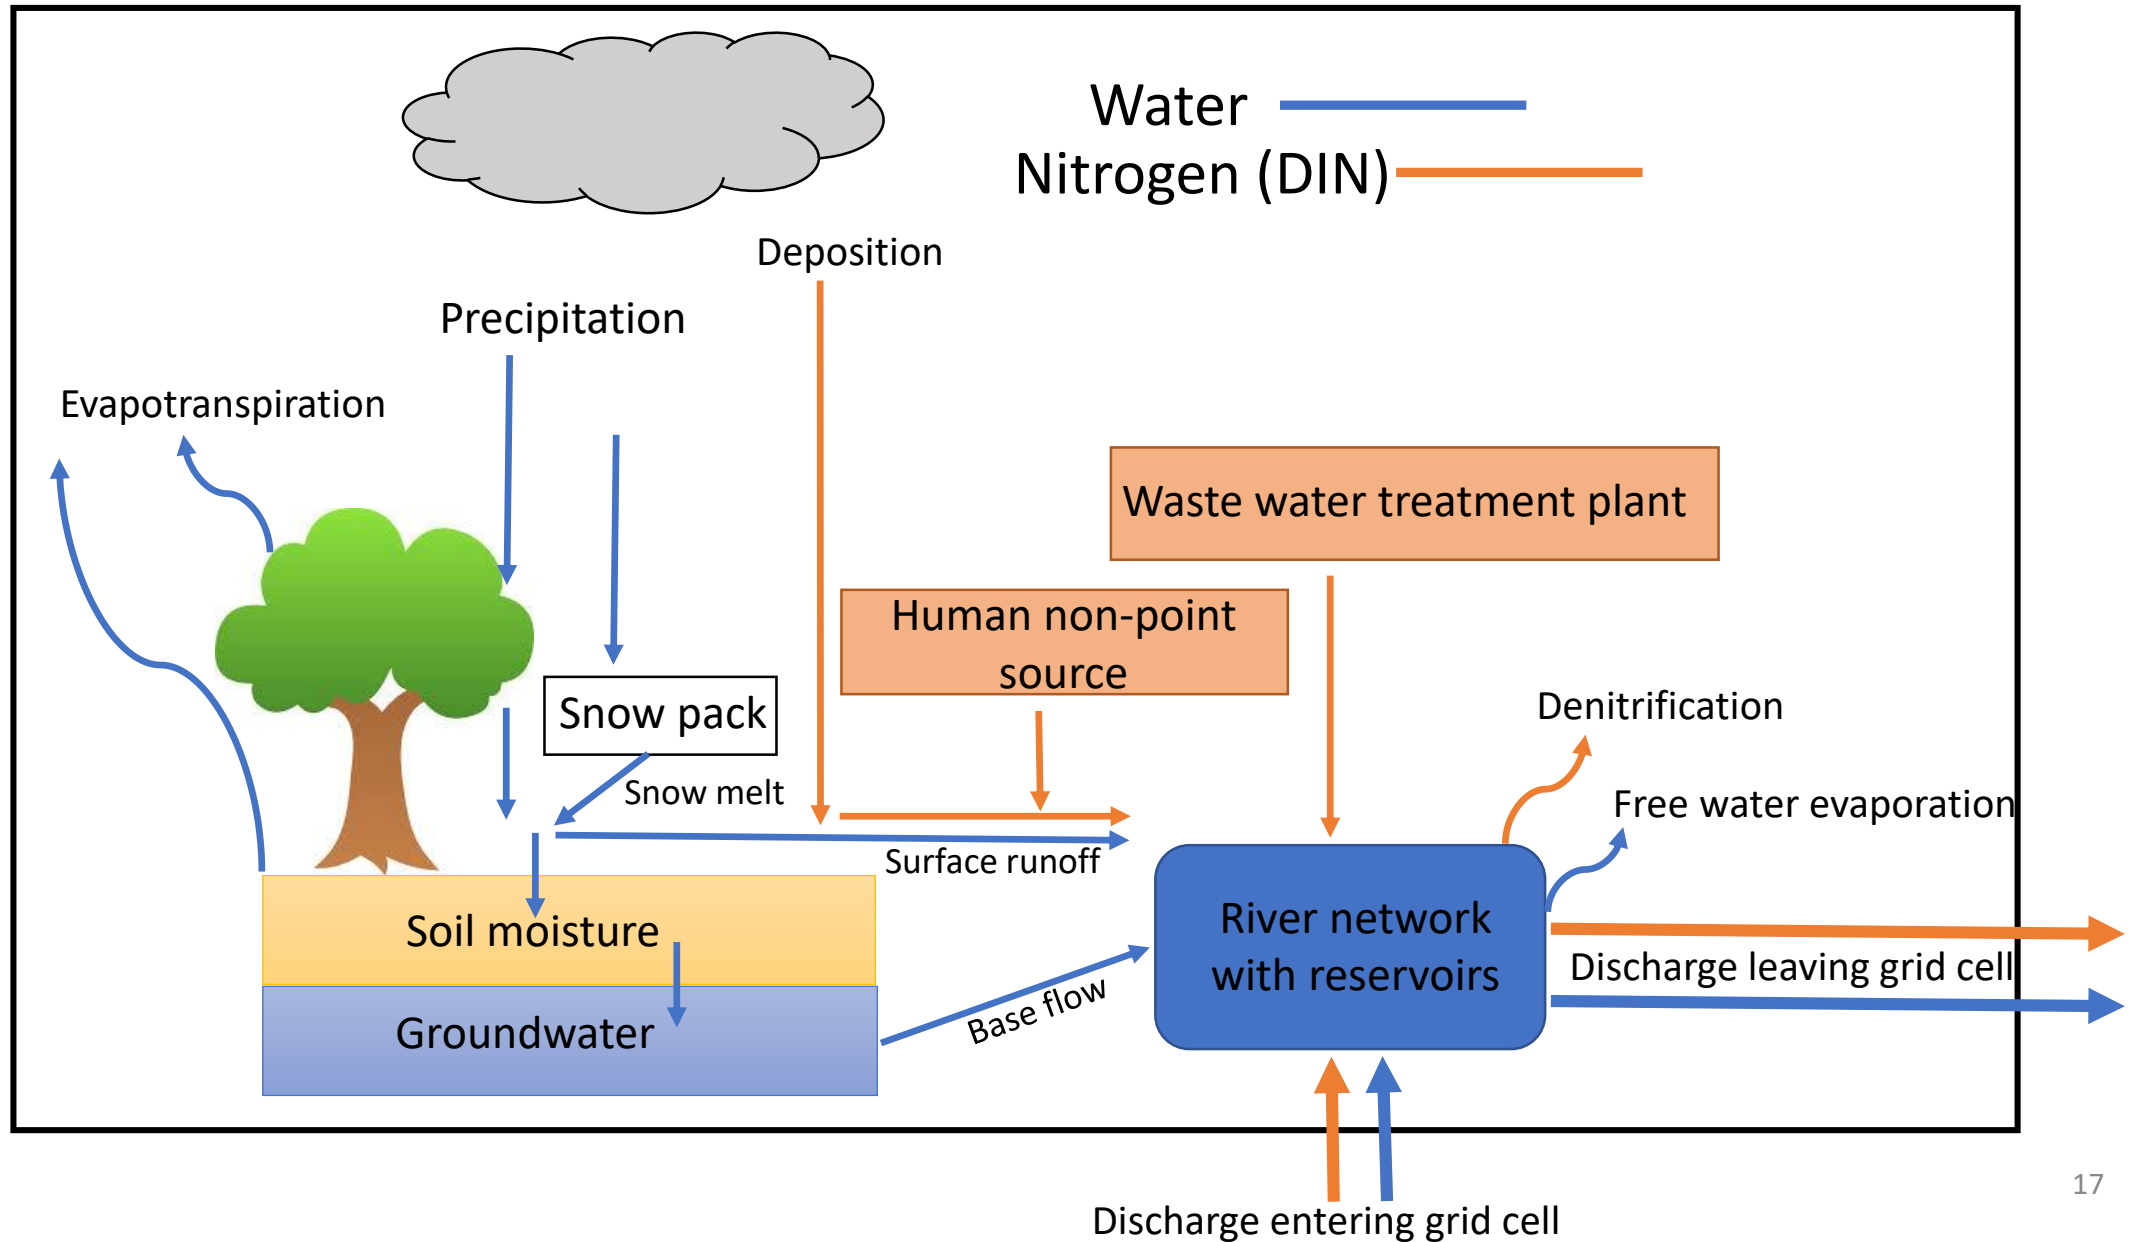 Water
Nitrogen (DIN)
Deposition
Precipitation
Evapotranspiration
Waste water treatment plant
Human non-point
source
Denitrification
Snow pack
Snow melt
Free water evaporation
Surface runoff
River network
with reservoirs
Soil moisture
Discharge leaving grid cell
Base flow
Groundwater
17
Discharge entering grid cell